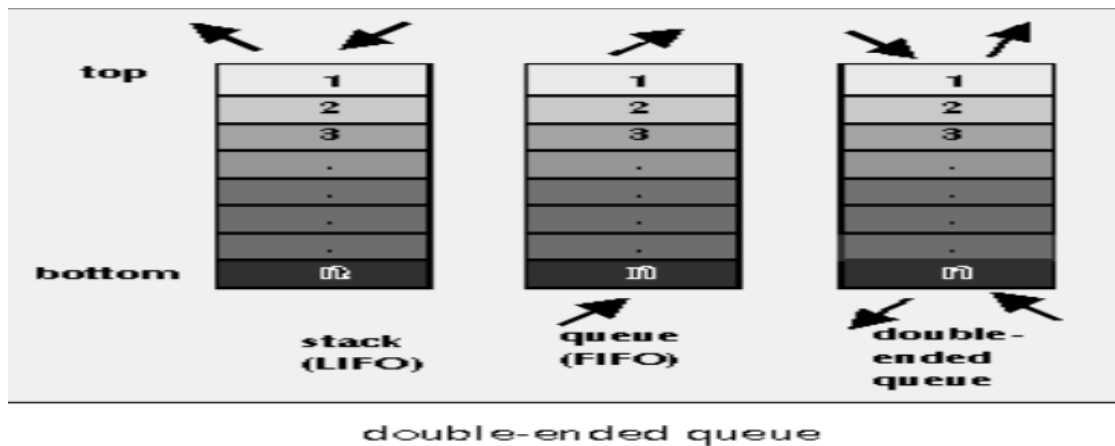 top
1
2
3
.
.
.
.
n
1
2
3
.
.
.
.
n
1
2
3
.
.
.
.
n
bottom
stack
(LIFO)
queue
(FIFO)
double-
ended
queue
double-ended queue